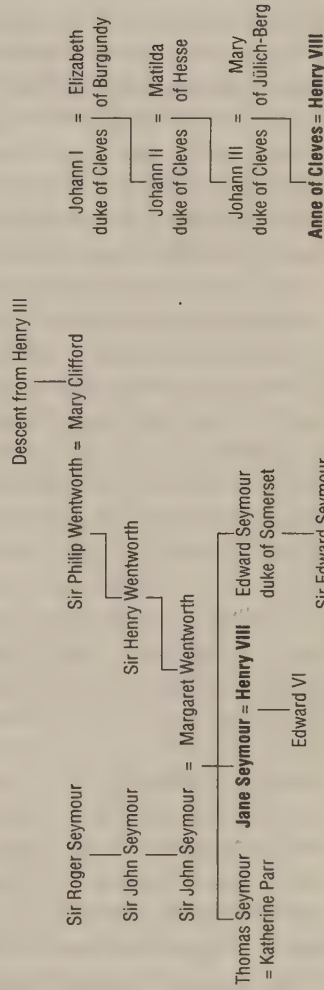 Descent from Henry III
Sir Roger Seymour
Sir Philip Wentworth = Mary Clifford
Sir John Seymour
Sir Henry Wentworth
Sir John Seymour = Margaret Wentworth
Thomas Seymour
= Katherine Parr
Jane Seymour = Henry VIII
Edward Seymour
duke of Somerset
Edward VI
Sir Edward Seymour
Johann I = Elizabeth
duke of Cleves of Burgundy
Johann II = Matilda
duke of Cleves of Hesse
Johann III = Mary
duke of Cleves of Jülich-Berg
Anne of Cleves = Henry VIII